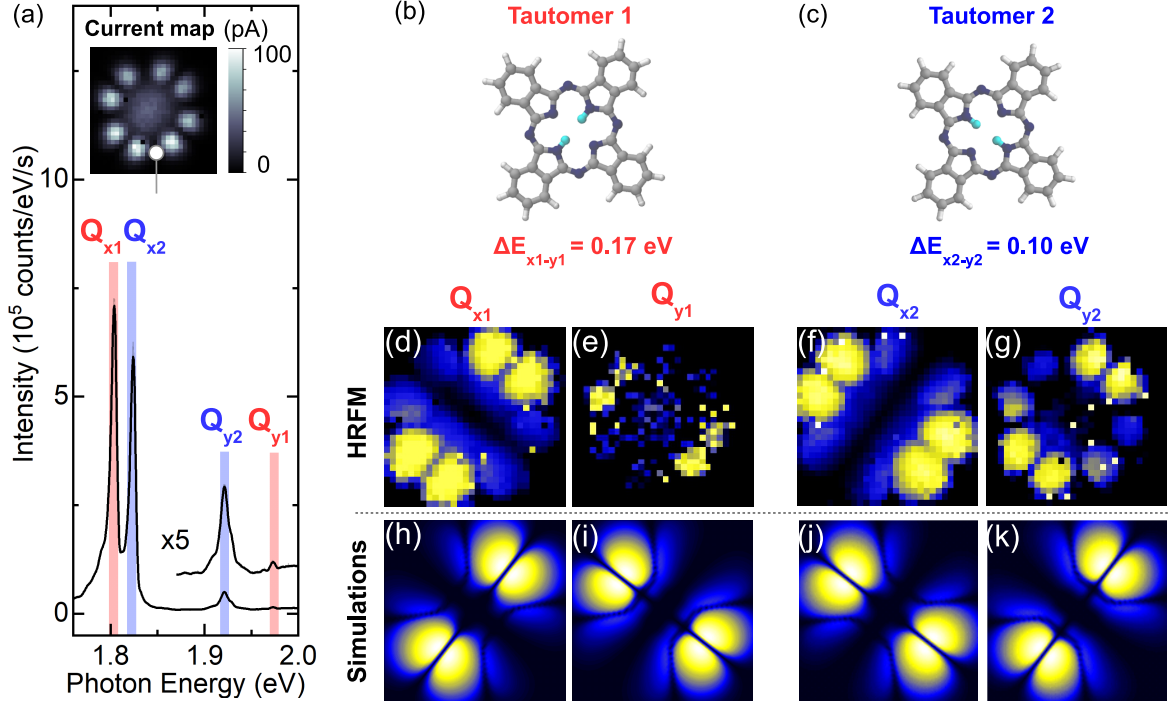 (a)
Current map
(pA)
100
0
10
5
0
Intensity (10⁵ counts/eV/s)
Q_x1
Q_x2
Q_y2
Q_y1
x5
1.8
1.9
2.0
Photon Energy (eV)
(b)
Tautomer 1
(c)
Tautomer 2
ΔE_x1-y1 = 0.17 eV
ΔE_x2-y2 = 0.10 eV
Q_x1
Q_y1
Q_x2
Q_y2
HRFM
(d)
(e)
(f)
(g)
Simulations
(h)
(i)
(j)
(k)